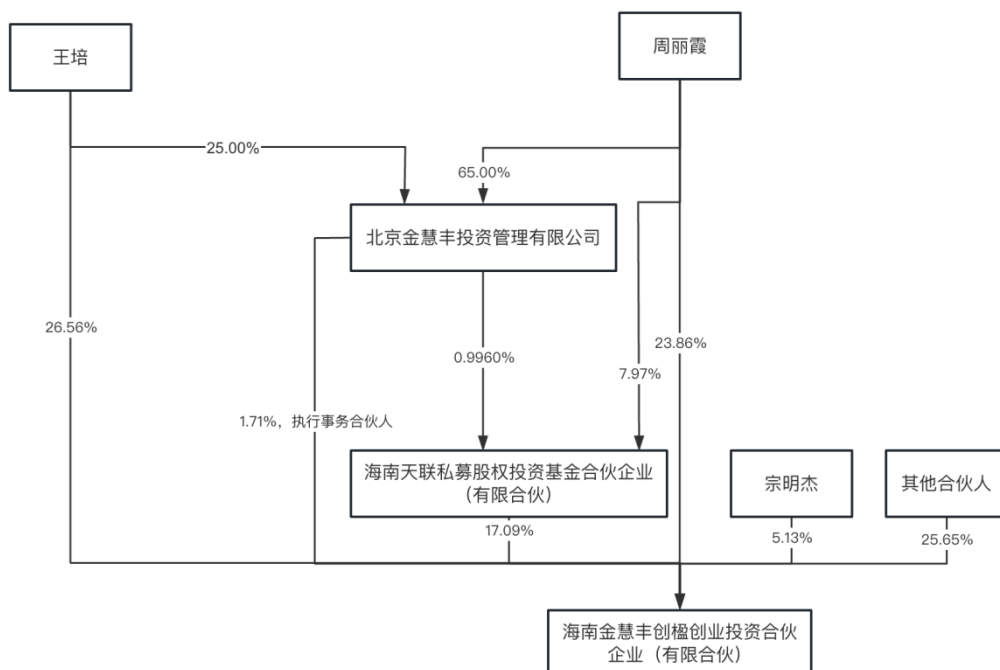 王培
周丽霞
25.00%
65.00%
北京金慧丰投资管理有限公司
26.56%
23.86%
0.9960%
7.97%
1.71%，执行事务合伙人
海南天联私募股权投资基金合伙企业
（有限合伙）
宗明杰
其他合伙人
17.09%
5.13%
25.65%
海南金慧丰创楹创业投资合伙
企业（有限合伙）